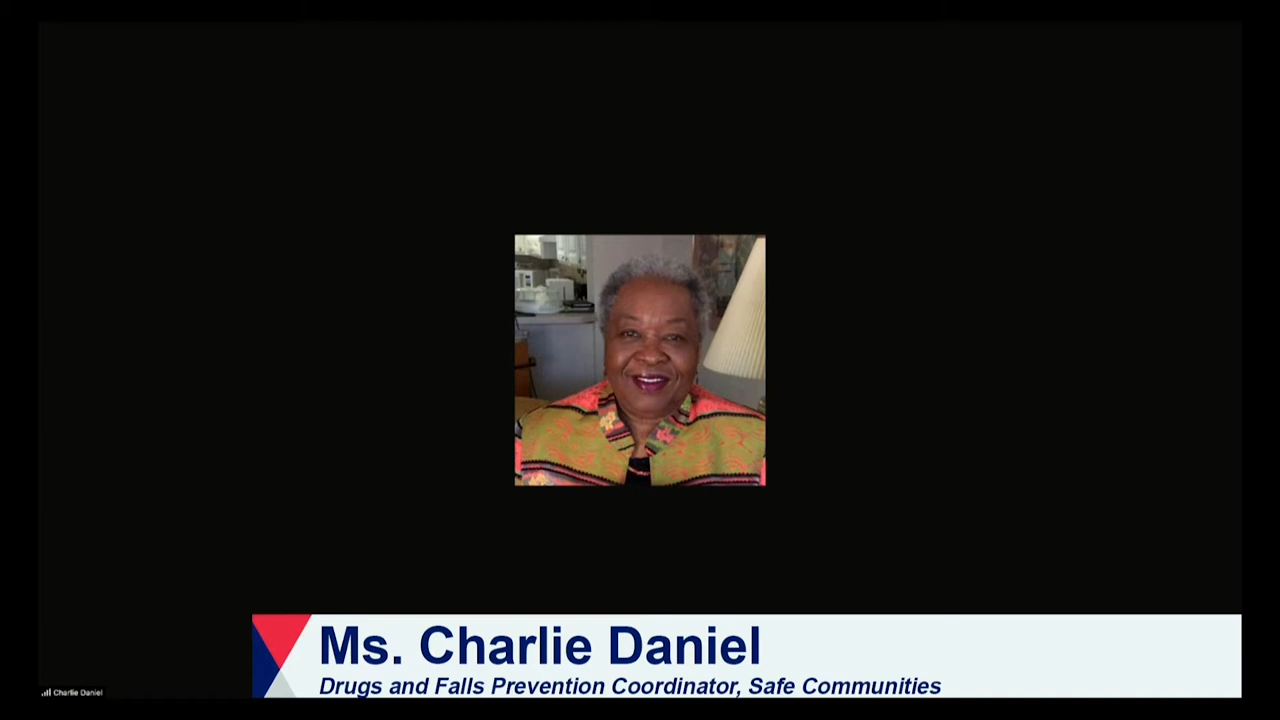 Ms. Charlie Daniel
Drugs and Falls Prevention Coordinator, Safe Communities
Charlie Daniel